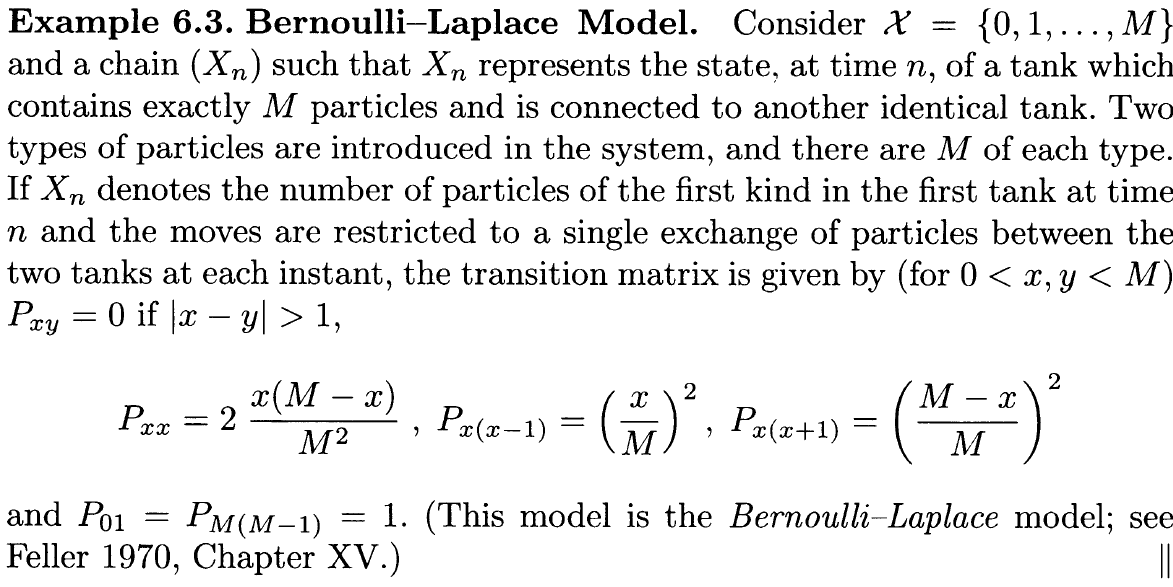 Example 6.3. Bernoulli–Laplace Model. Consider 𝒳 = {0, 1, . . . , M}
and a chain (Xₙ) such that Xₙ represents the state, at time n, of a tank which
contains exactly M particles and is connected to another identical tank. Two
types of particles are introduced in the system, and there are M of each type.
If Xₙ denotes the number of particles of the first kind in the first tank at time
n and the moves are restricted to a single exchange of particles between the
two tanks at each instant, the transition matrix is given by (for 0 < x, y < M)
P_{xy} = 0 if |x − y| > 1,
P_{xx} = 2 \frac{x(M − x)}{M^2} , P_{x(x−1)} = \left(\frac{x}{M}\right)^2, P_{x(x+1)} = \left(\frac{M − x}{M}\right)^2
and P_{01} = P_{M(M−1)} = 1. (This model is the Bernoulli–Laplace model; see
Feller 1970, Chapter XV.) ‖